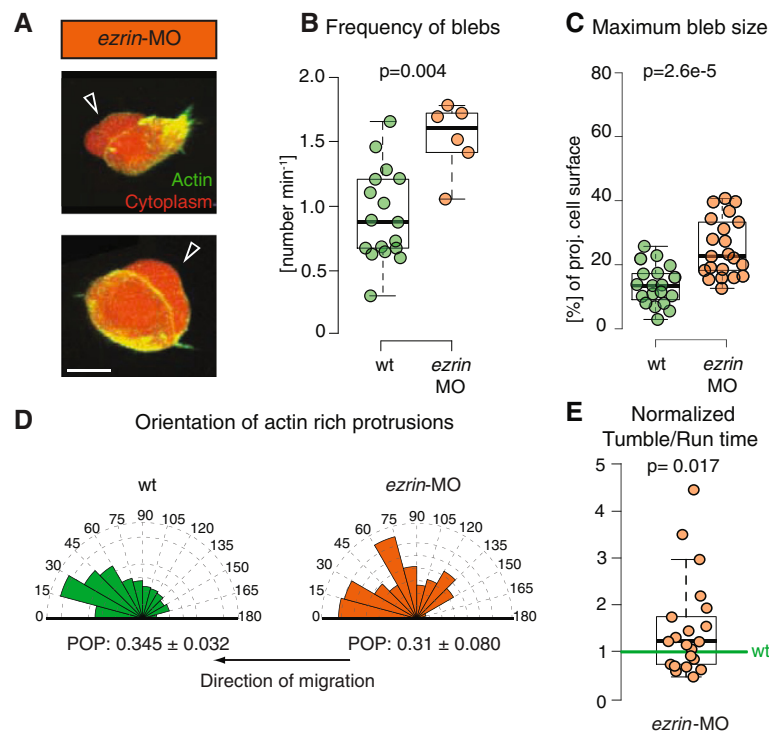 A
ezrin-MO
Actin
Cytoplasm
B
Frequency of blebs
p=0.004
[number min-1]
2.0
1.5
1.0
0.5
0
wt
ezrin
MO
C
Maximum bleb size
p=2.6e-5
[%] of proj. cell surface
80
60
40
20
0
wt
ezrin
MO
D
Orientation of actin rich protrusions
wt
0
15
30
45
60
75
90
105
120
135
150
165
180
POP: 0.345 ± 0.032
ezrin-MO
0
15
30
45
60
75
90
105
120
135
150
165
180
POP: 0.31 ± 0.080
Direction of migration
E
Normalized
Tumble/Run time
p= 0.017
5
4
3
2
1
0
wt
ezrin-MO